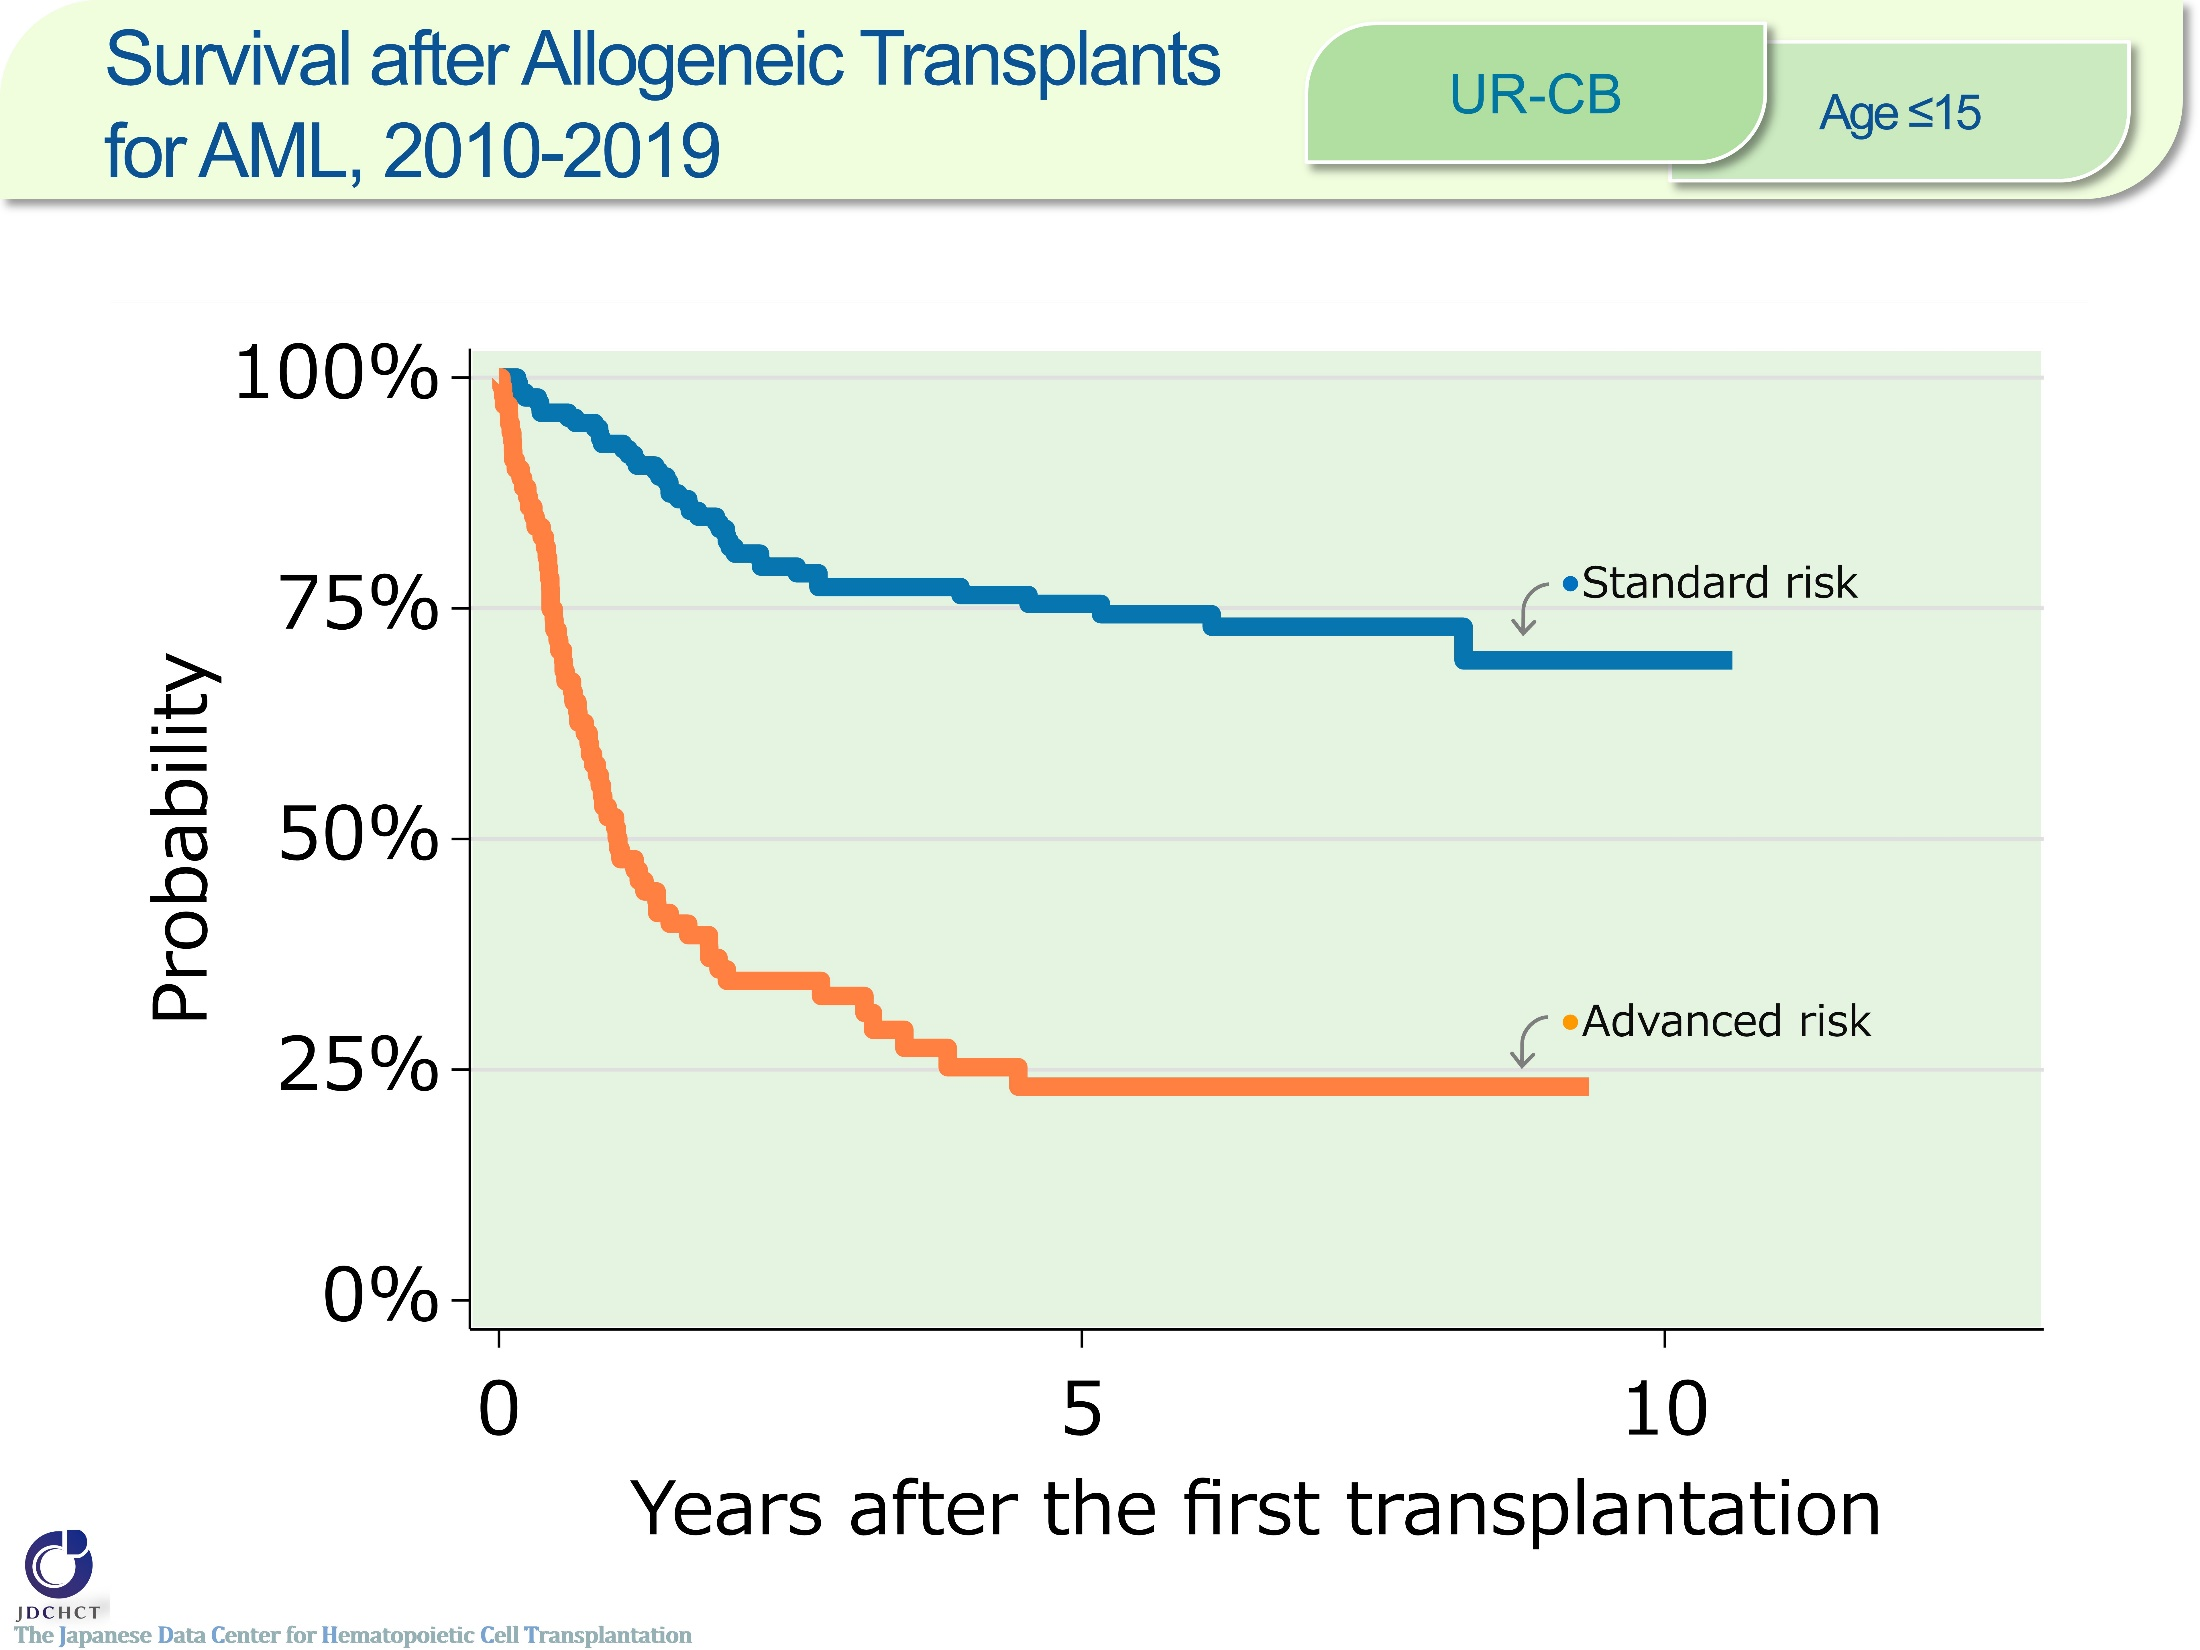 Survival after Allogeneic Transplants
for AML, 2010-2019
UR-CB
Age ≤15
100%
75%
50%
25%
0%
Probability
•Standard risk
•Advanced risk
0 5 10
Years after the first transplantation
JDCHCT
The Japanese Data Center for Hematopoietic Cell Transplantation